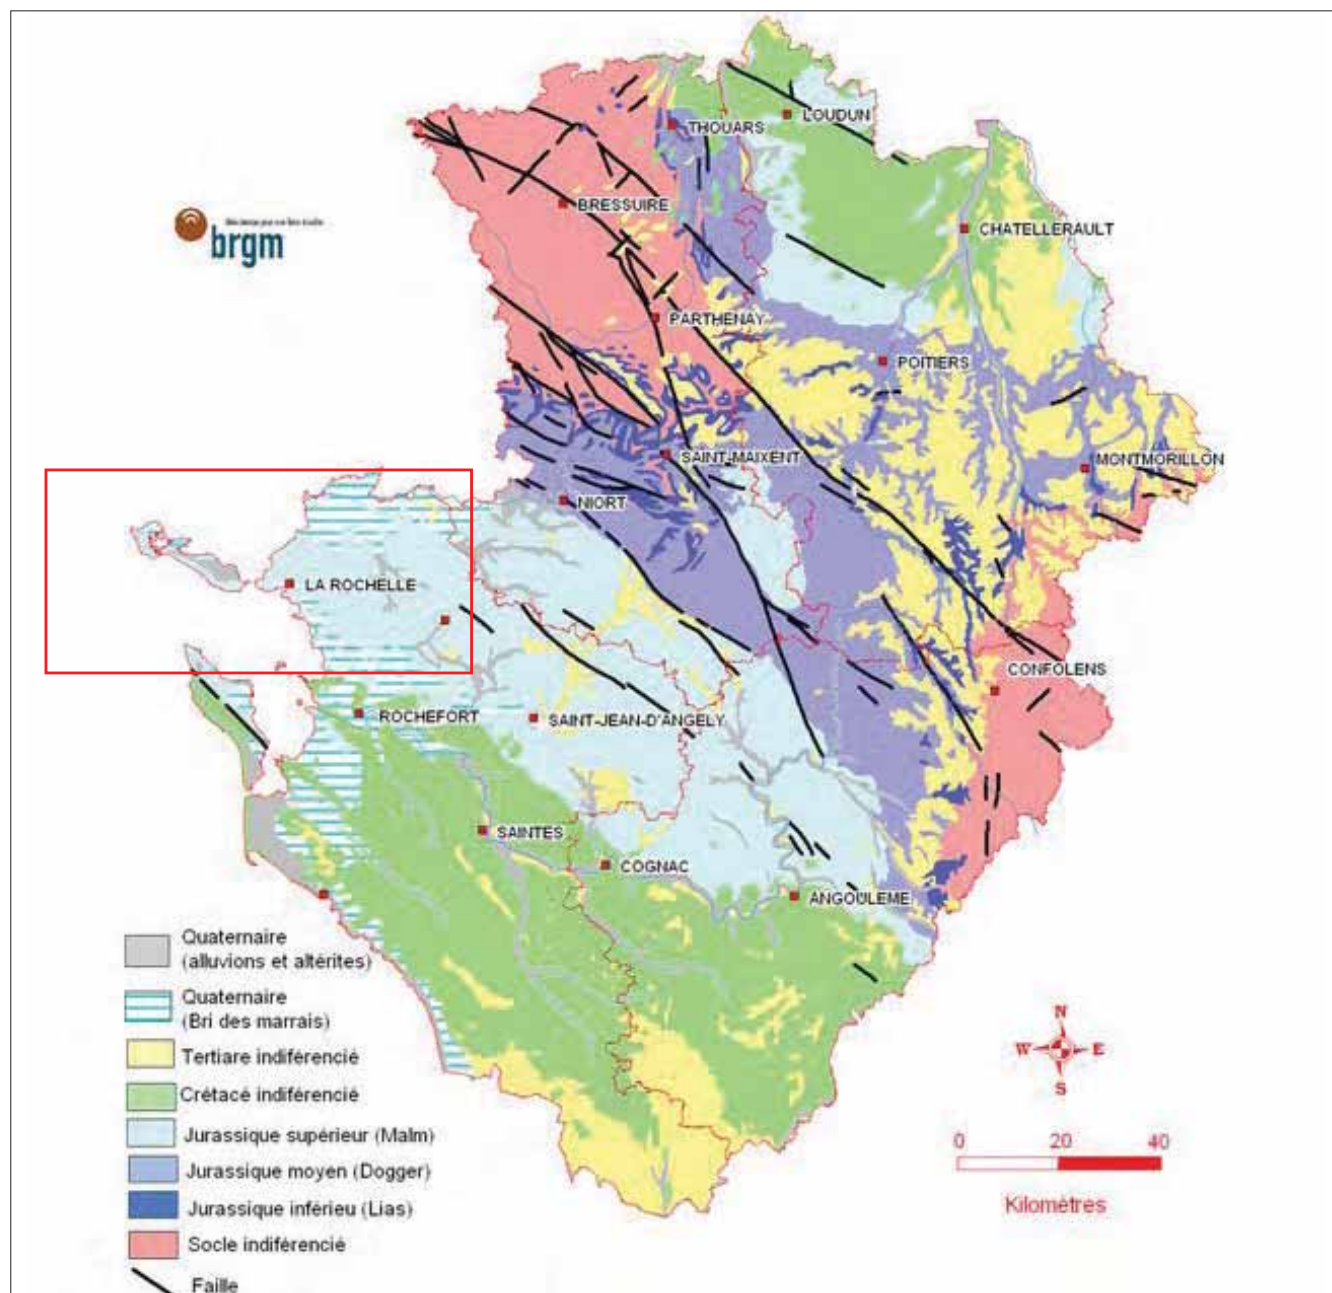 LOUDUN
THOUARS
BRESSUIRE
CHATELLERAULT
brgm
PARTHENAY
POITIERS
SAINT-MAIXENT
MONTMORILLON
NIORT
LA ROCHELLE
CONFOLENS
ROCHEFORT
SAINT-JEAN-D'ANGELY
SAINTES
COGNAC
ANGOULEME
Quaternaire
(alluvions et altérites)
Quaternaire
(Bri des marrais)
Tertiare indiférencié
Crétacé indiférencié
Jurassique supérieur (Malm)
Jurassique moyen (Dogger)
Jurassique inférieu (Lias)
Socle indiférencié
Faille
N
W E
S
0 20 40
Kilomètres